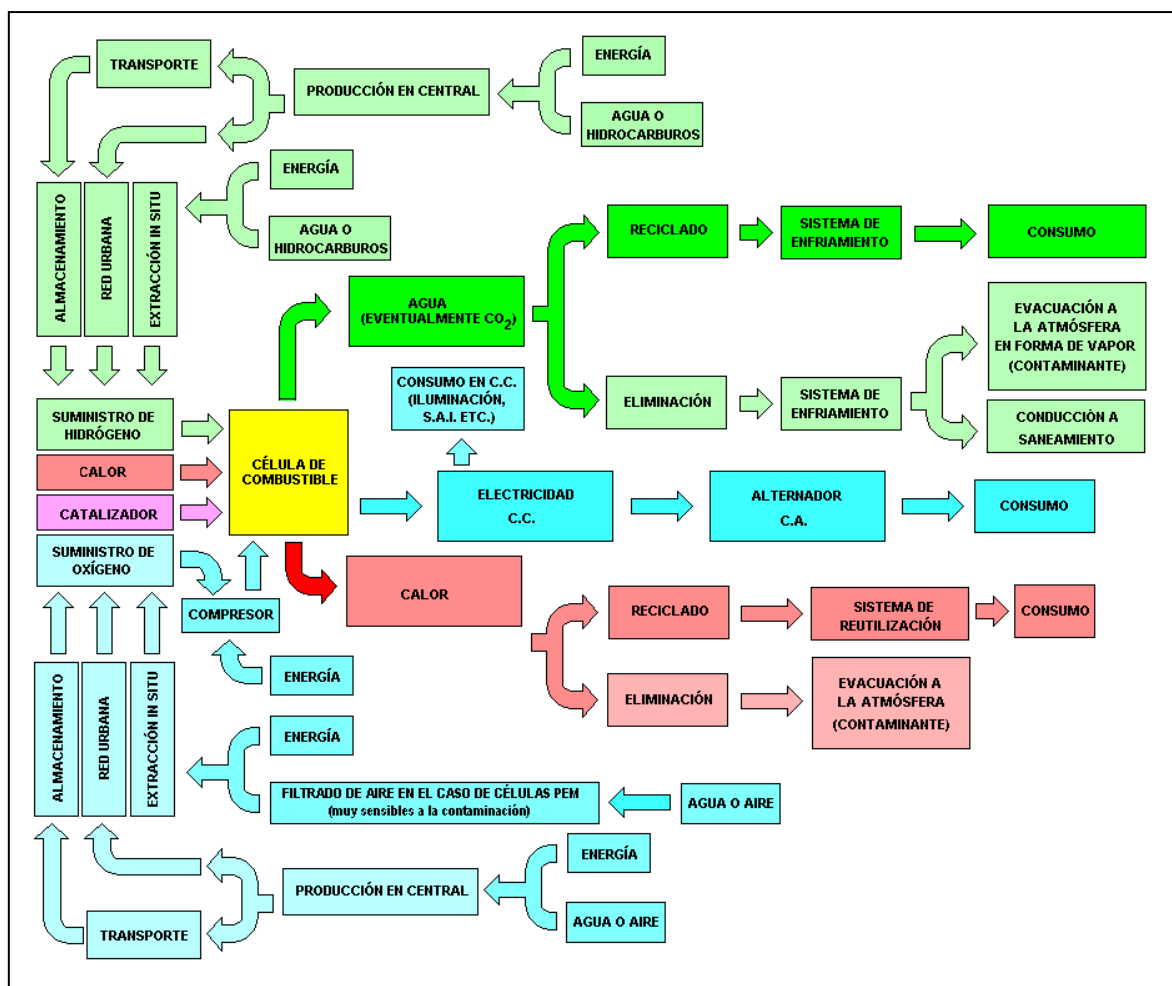 TRANSPORTE
PRODUCCIÓN EN CENTRAL
ENERGÍA
AGUA O
HIDROCARBUROS
ALMACENAMIENTO
RED URBANA
EXTRACCIÓN IN SITU
ENERGÍA
AGUA O
HIDROCARBUROS
RECICLADO
SISTEMA DE
ENFRIAMIENTO
CONSUMO
AGUA
(EVENTUALMENTE CO2)
EVACUACIÓN A
LA ATMÓSFERA
EN FORMA DE VAPOR
(CONTAMINANTE)
CONSUMO EN C.C.
(ILUMINACIÓN,
S.A.I. ETC.)
ELIMINACIÓN
SISTEMA DE
ENFRIAMIENTO
CONDUCCIÒN A
SANEAMIENTO
SUMINISTRO DE
HIDRÓGENO
CALOR
CATALIZADOR
SUMINISTRO DE
OXÍGENO
CÉLULA DE
COMBUSTIBLE
ELECTRICIDAD
C.C.
ALTERNADOR
C.A.
CONSUMO
COMPRESOR
ENERGÍA
CALOR
RECICLADO
SISTEMA DE
REUTILIZACIÓN
CONSUMO
ELIMINACIÓN
EVACUACIÓN A
LA ATMÓSFERA
(CONTAMINANTE)
ALMACENAMIENTO
RED URBANA
EXTRACCIÓN IN SITU
ENERGÍA
FILTRADO DE AIRE EN EL CASO DE CÉLULAS PEM
(muy sensibles a la contaminación)
AGUA O AIRE
PRODUCCIÓN EN CENTRAL
ENERGÍA
AGUA O AIRE
TRANSPORTE